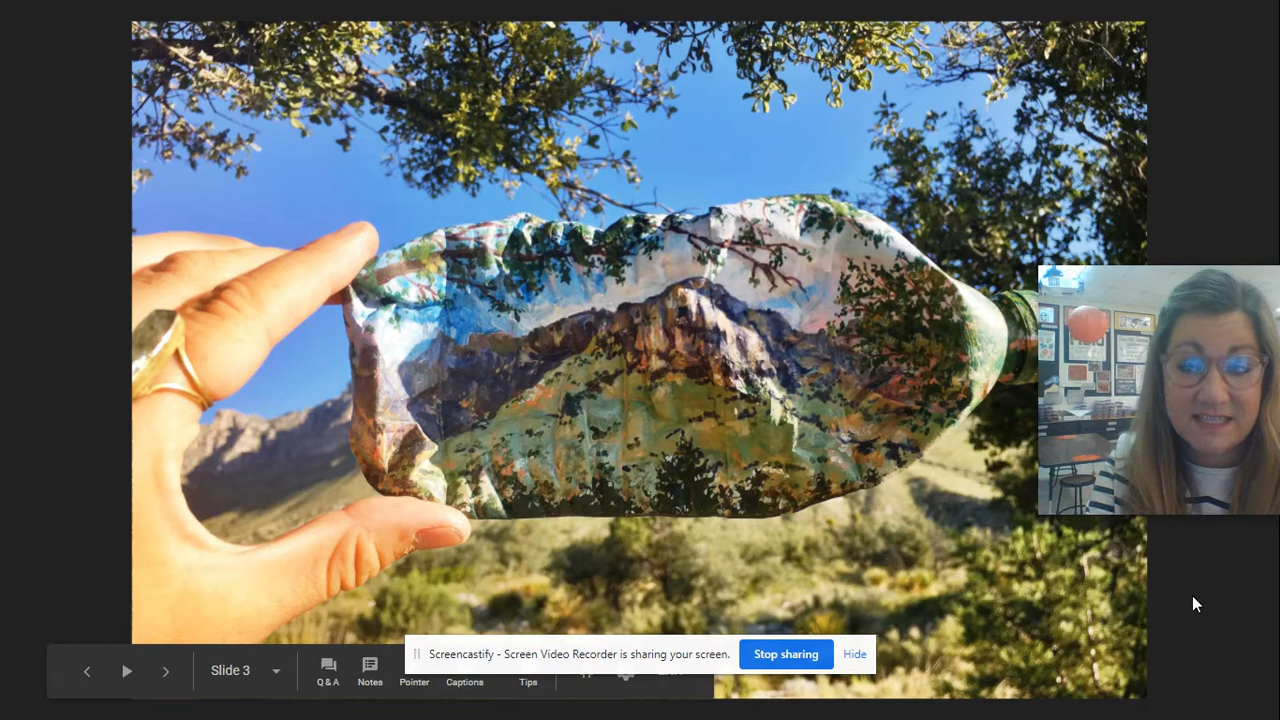 Screencastify - Screen Video Recorder is sharing your screen.
Stop sharing
Hide
Slide 3
Q & A
Notes
Pointer
Captions
Tips